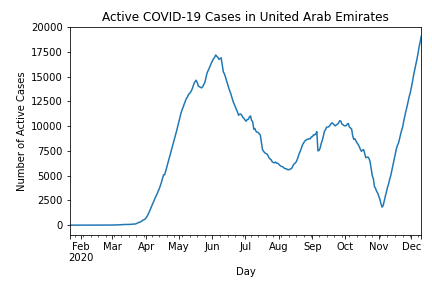 Active COVID-19 Cases in United Arab Emirates
20000
17500
15000
12500
10000
7500
5000
2500
0
Number of Active Cases
Feb Mar Apr May Jun Jul Aug Sep Oct Nov Dec
2020
Day